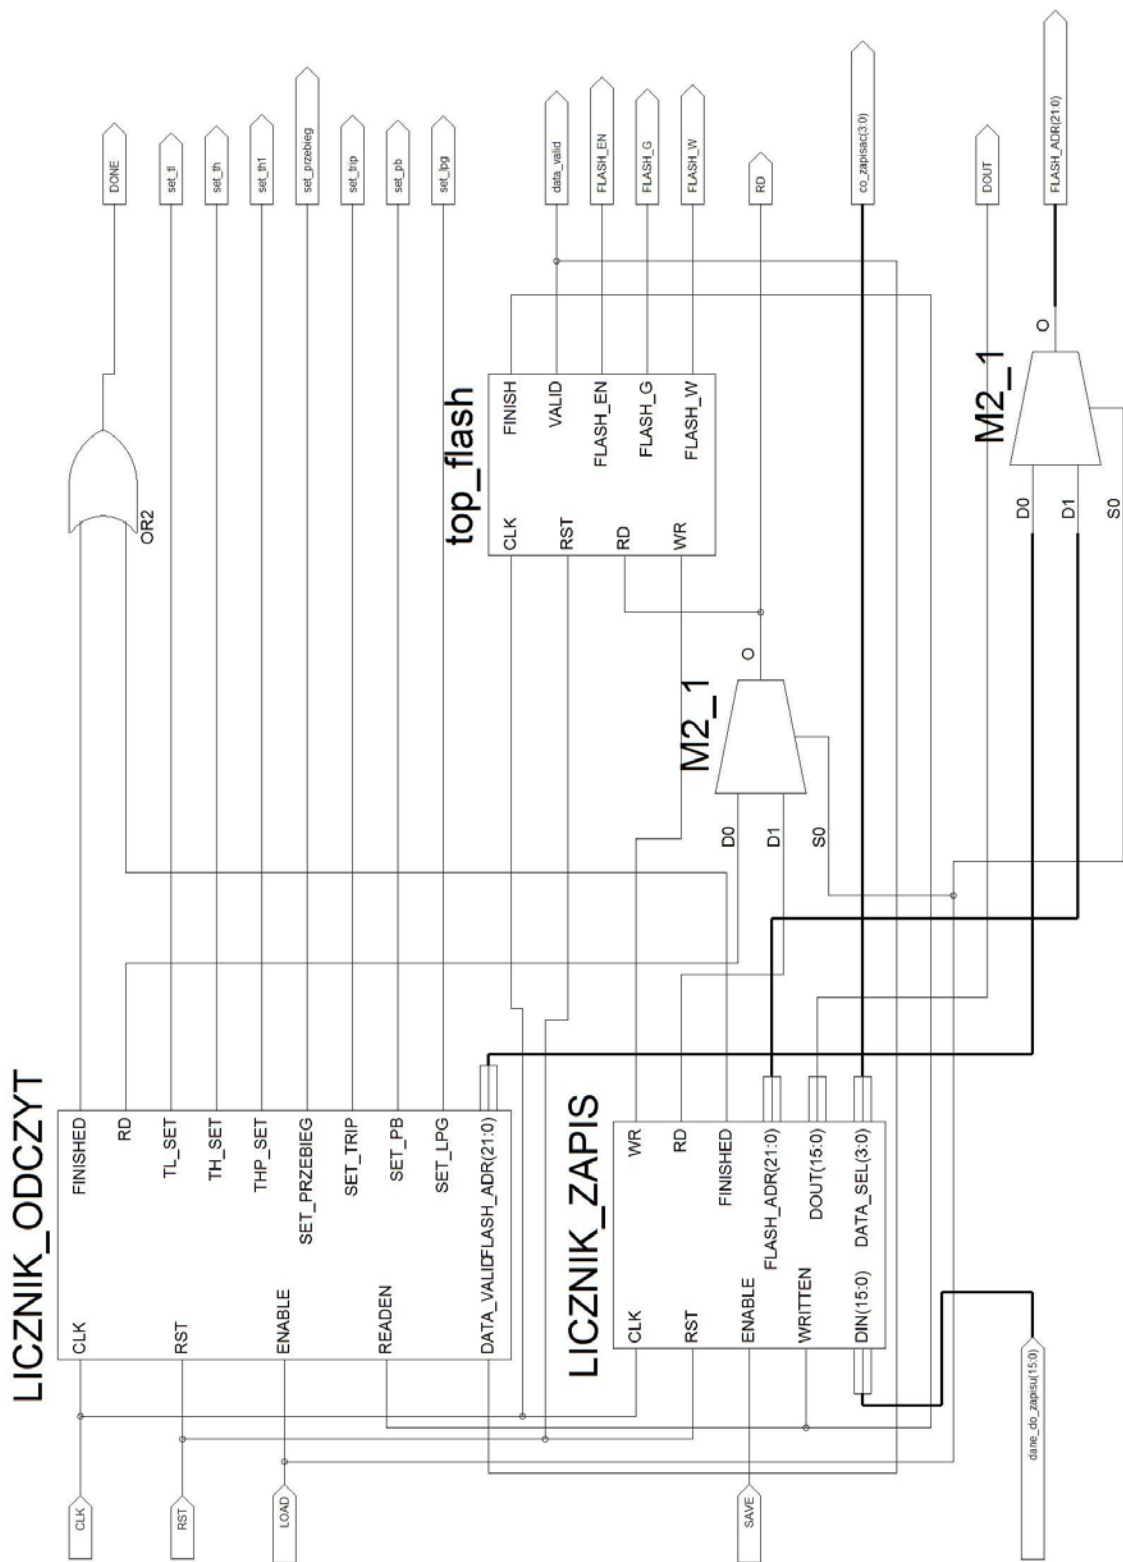 LICZNIK_ODCZYT
CLK
RST
ENABLE
READEN
DATA_VALID
FINISHED
RD
TL_SET
TH_SET
THP_SET
SET_PRZEBIEG
SET_TRIP
SET_PB
SET_LPG
FLASH_ADR(21:0)
LICZNIK_ZAPIS
CLK
RST
ENABLE
WRITTEN
DIN(15:0)
WR
RD
FINISHED
FLASH_ADR(21:0)
DOUT(15:0)
DATA_SEL(3:0)
top_flash
CLK
RST
RD
WR
FINISH
VALID
FLASH_EN
FLASH_G
FLASH_W
M2_1
D0
D1
S0
O
M2_1
D0
D1
S0
O
OR2
CLK
RST
LOAD
SAVE
dane_do_zapisu(15:0)
DONE
set_tl
set_th
set_th1
set_przebieg
set_trip
set_pb
set_lpg
data_valid
FLASH_EN
FLASH_G
FLASH_W
RD
co_zapisac(3:0)
DOUT
FLASH_ADR(21:0)